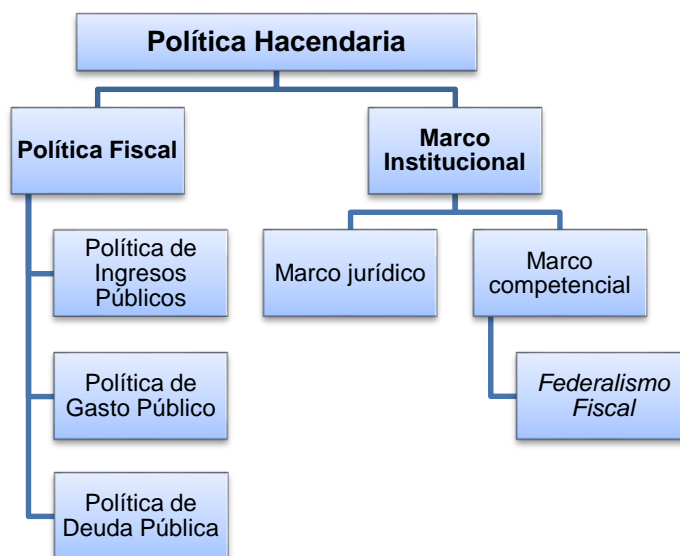 Política Hacendaria
Política Fiscal
Marco
Institucional
Política de
Ingresos
Públicos
Marco jurídico
Marco
competencial
Política de
Gasto Público
Federalismo
Fiscal
Política de
Deuda Pública